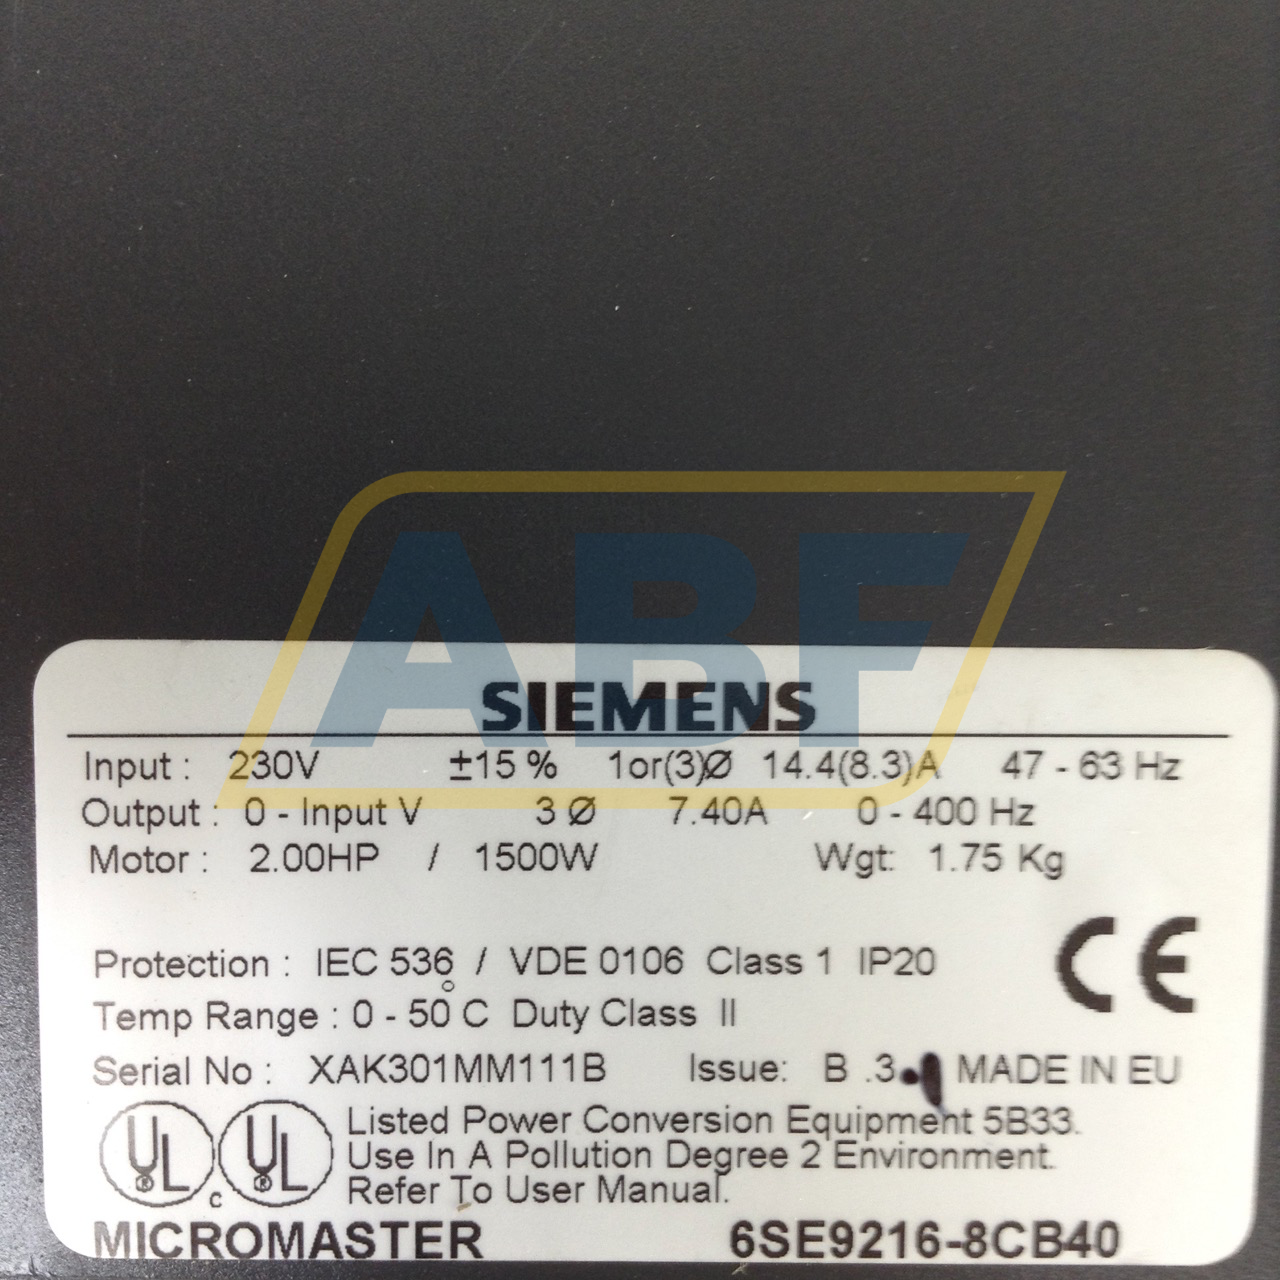 ABF
SIEMENS
Input : 230V ±15 % 1or(3)Ø 14.4(8.3)A 47 - 63 Hz
Output : 0 - Input V 3 Ø 7.40A 0 - 400 Hz
Motor : 2.00HP / 1500W Wgt: 1.75 Kg
Protection : IEC 536 / VDE 0106 Class 1 IP20
CE
Temp Range : 0 - 50°C Duty Class II
Serial No : XAK301MM111B Issue: B .3 MADE IN EU
UL® c UL®
Listed Power Conversion Equipment 5B33.
Use In A Pollution Degree 2 Environment.
Refer To User Manual.
MICROMASTER 6SE9216-8CB40